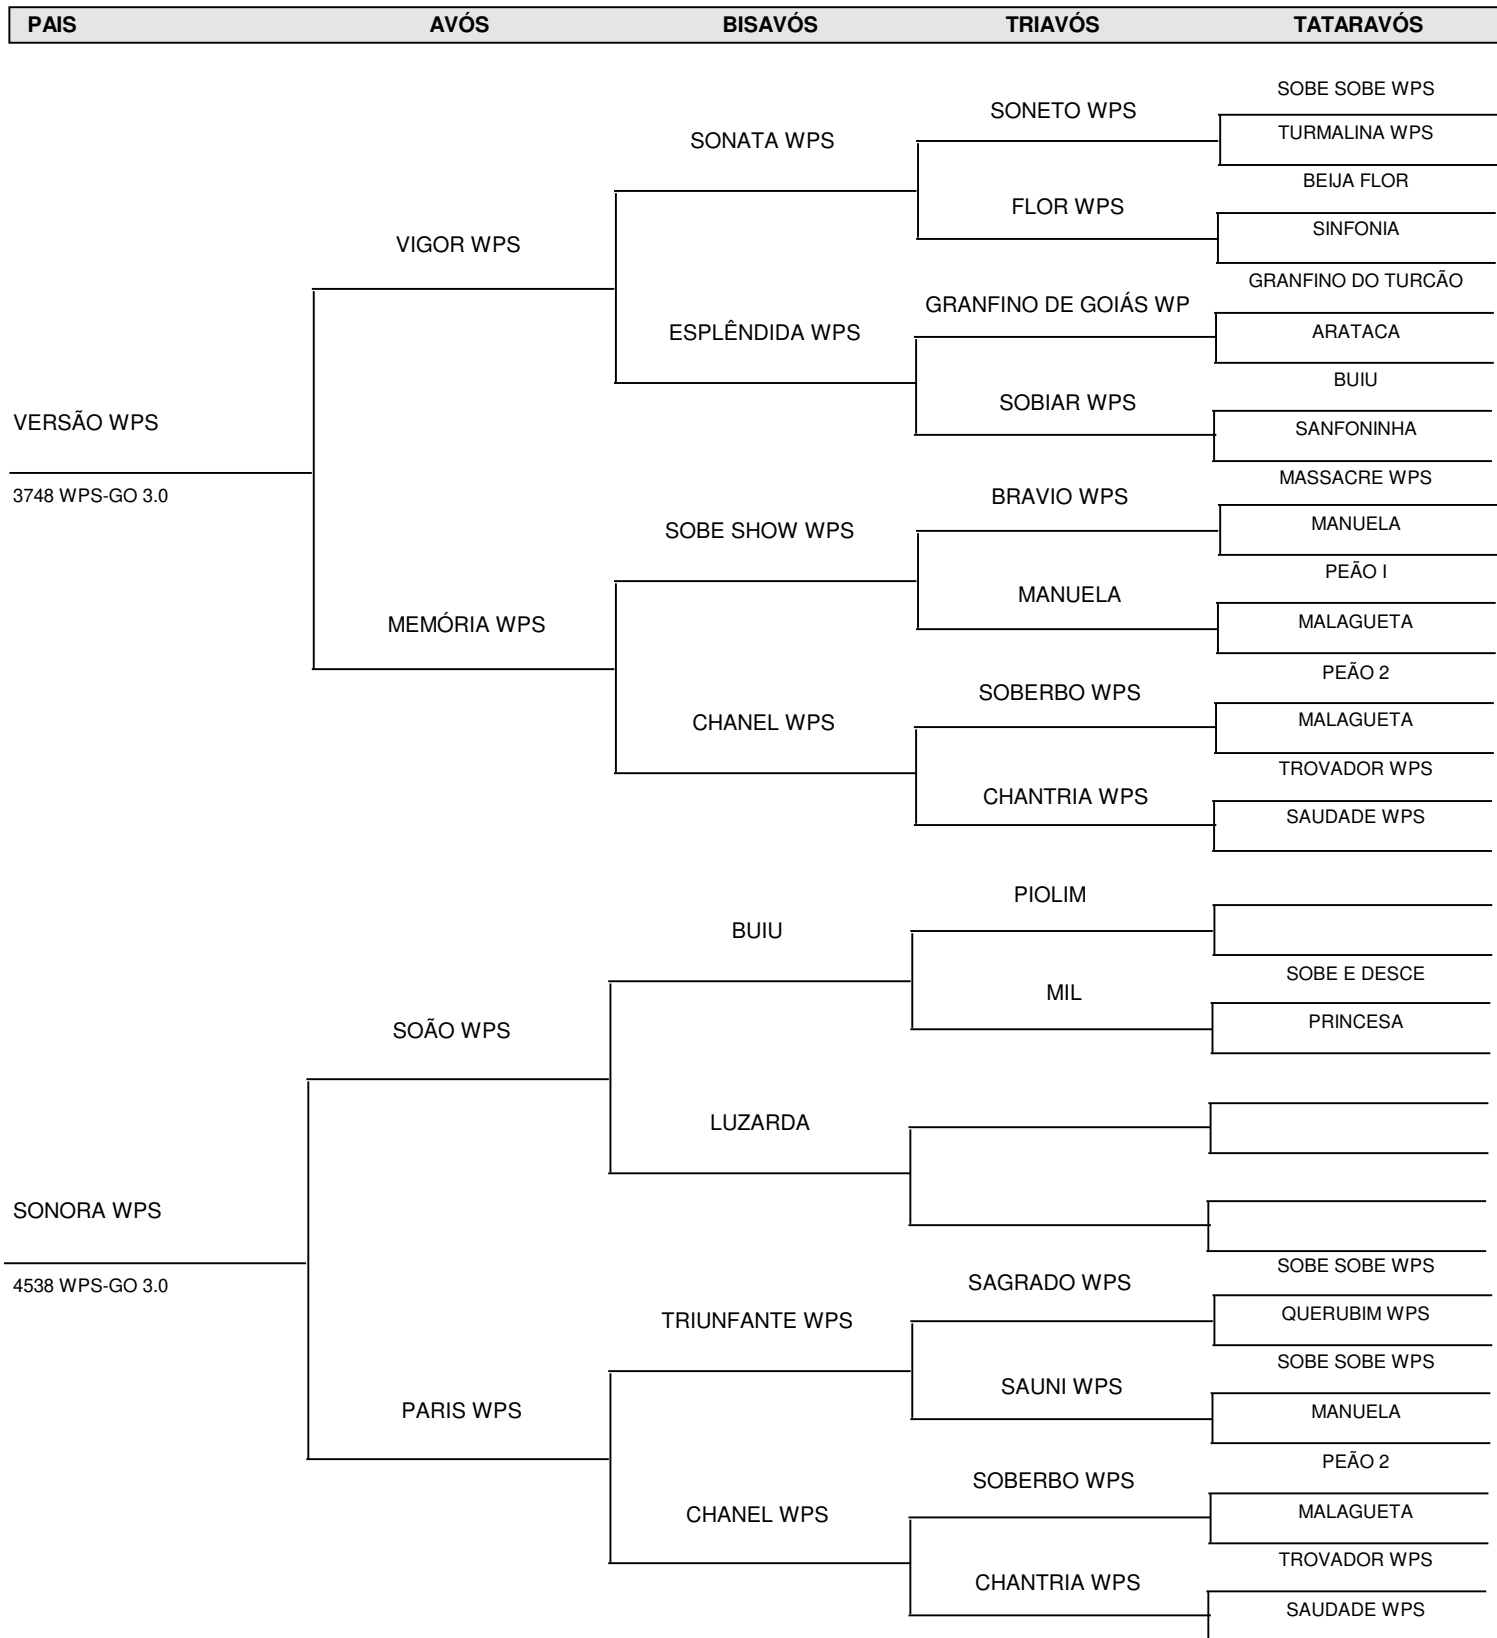 PAIS AVÓS BISAVÓS TRIAVÓS TATARAVÓS
SOBE SOBE WPS
SONETO WPS
TURMALINA WPS
SONATA WPS
BEIJA FLOR
FLOR WPS
SINFONIA
VIGOR WPS
GRANFINO DO TURCÃO
GRANFINO DE GOIÁS WP
ARATACA
ESPLÊNDIDA WPS
BUIU
SOBIAR WPS
SANFONINHA
VERSÃO WPS
MASSACRE WPS
3748 WPS-GO 3.0
BRAVIO WPS
MANUELA
SOBE SHOW WPS
PEÃO I
MANUELA
MALAGUETA
MEMÓRIA WPS
PEÃO 2
SOBERBO WPS
MALAGUETA
CHANEL WPS
TROVADOR WPS
CHANTRIA WPS
SAUDADE WPS
PIOLIM
BUIU
SOBE E DESCE
MIL
PRINCESA
SOÃO WPS
LUZARDA
SONORA WPS
SOBE SOBE WPS
4538 WPS-GO 3.0
SAGRADO WPS
QUERUBIM WPS
TRIUNFANTE WPS
SOBE SOBE WPS
SAUNI WPS
MANUELA
PARIS WPS
PEÃO 2
SOBERBO WPS
MALAGUETA
CHANEL WPS
TROVADOR WPS
CHANTRIA WPS
SAUDADE WPS